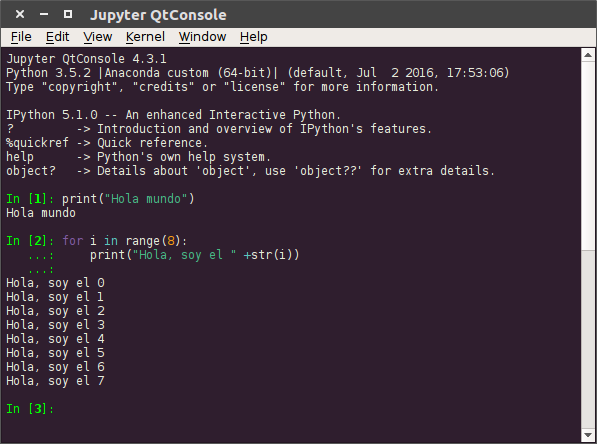 Jupyter QtConsole
File Edit View Kernel Window Help
Jupyter QtConsole 4.3.1
Python 3.5.2 |Anaconda custom (64-bit)| (default, Jul  2 2016, 17:53:06)
Type "copyright", "credits" or "license" for more information.
IPython 5.1.0 -- An enhanced Interactive Python.
?         -> Introduction and overview of IPython's features.
%quickref -> Quick reference.
help      -> Python's own help system.
object?   -> Details about 'object', use 'object??' for extra details.
In [1]: print("Hola mundo")
Hola mundo
In [2]: for i in range(8):
   ...:     print("Hola, soy el " +str(i))
   ...:
Hola, soy el 0
Hola, soy el 1
Hola, soy el 2
Hola, soy el 3
Hola, soy el 4
Hola, soy el 5
Hola, soy el 6
Hola, soy el 7
In [3]: